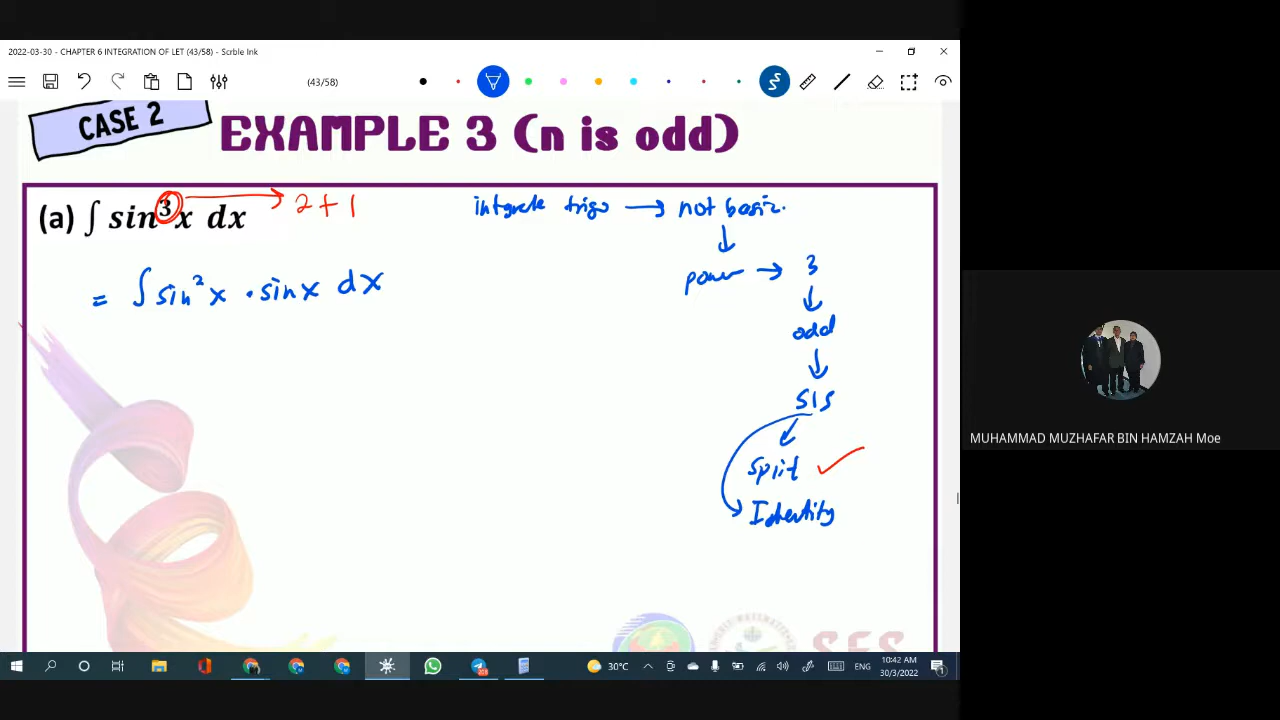 2022-03-30 - CHAPTER 6 INTEGRATION OF LET (43/58) - Scrble Ink
(43/58)
CASE 2
EXAMPLE 3 (n is odd)
(a) ∫ sin³x dx → 2 + 1
= ∫ sin²x · sin x dx
integrate trigo → not basic.
↓
power → 3
↓
odd
↓
SIS
Split ✓
Identity
SES
MUHAMMAD MUZHAFAR BIN HAMZAH Moe
30°C
ENG
10:42 AM
30/3/2022